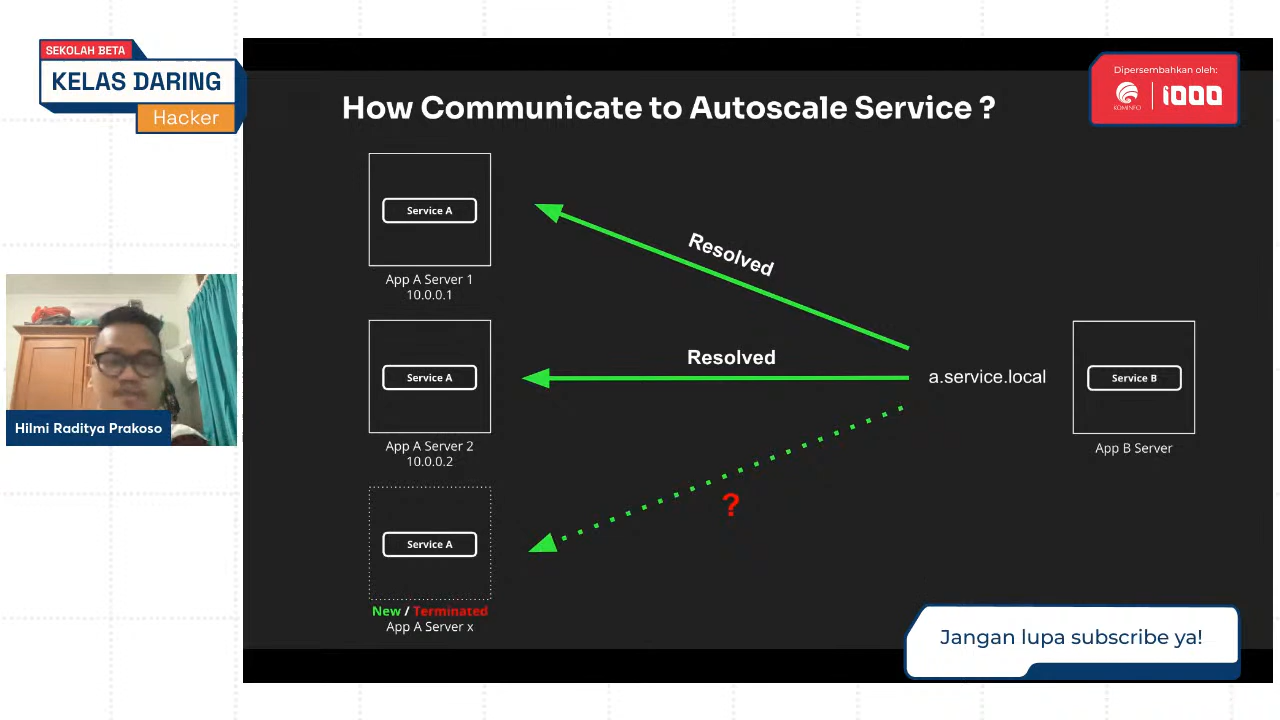 SEKOLAH BETA
KELAS DARING
Hacker
Dipersembahkan oleh:
KOMINFO
1000
How Communicate to Autoscale Service ?
Service A
App A Server 1
10.0.0.1
Resolved
Service A
App A Server 2
10.0.0.2
Resolved
a.service.local
Service B
App B Server
?
Service A
New / Terminated
App A Server x
Hilmi Raditya Prakoso
Jangan lupa subscribe ya!